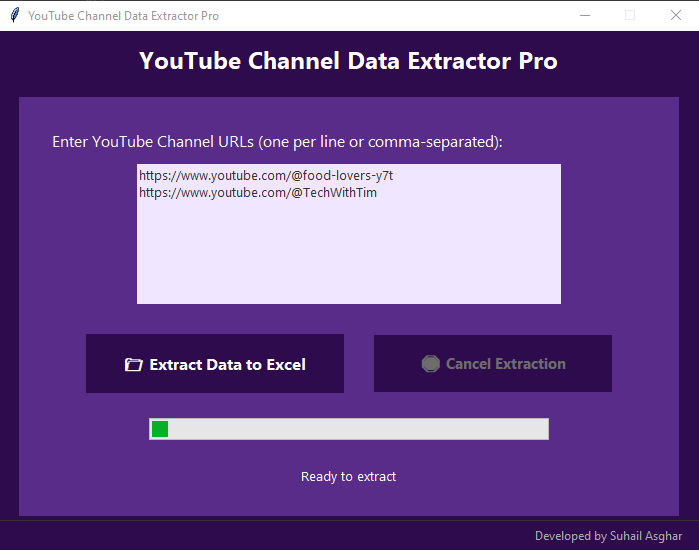 YouTube Channel Data Extractor Pro
YouTube Channel Data Extractor Pro
Enter YouTube Channel URLs (one per line or comma-separated):
https://www.youtube.com/@food-lovers-y7t
https://www.youtube.com/@TechWithTim
Extract Data to Excel
Cancel Extraction
Ready to extract
Developed by Suhail Asghar